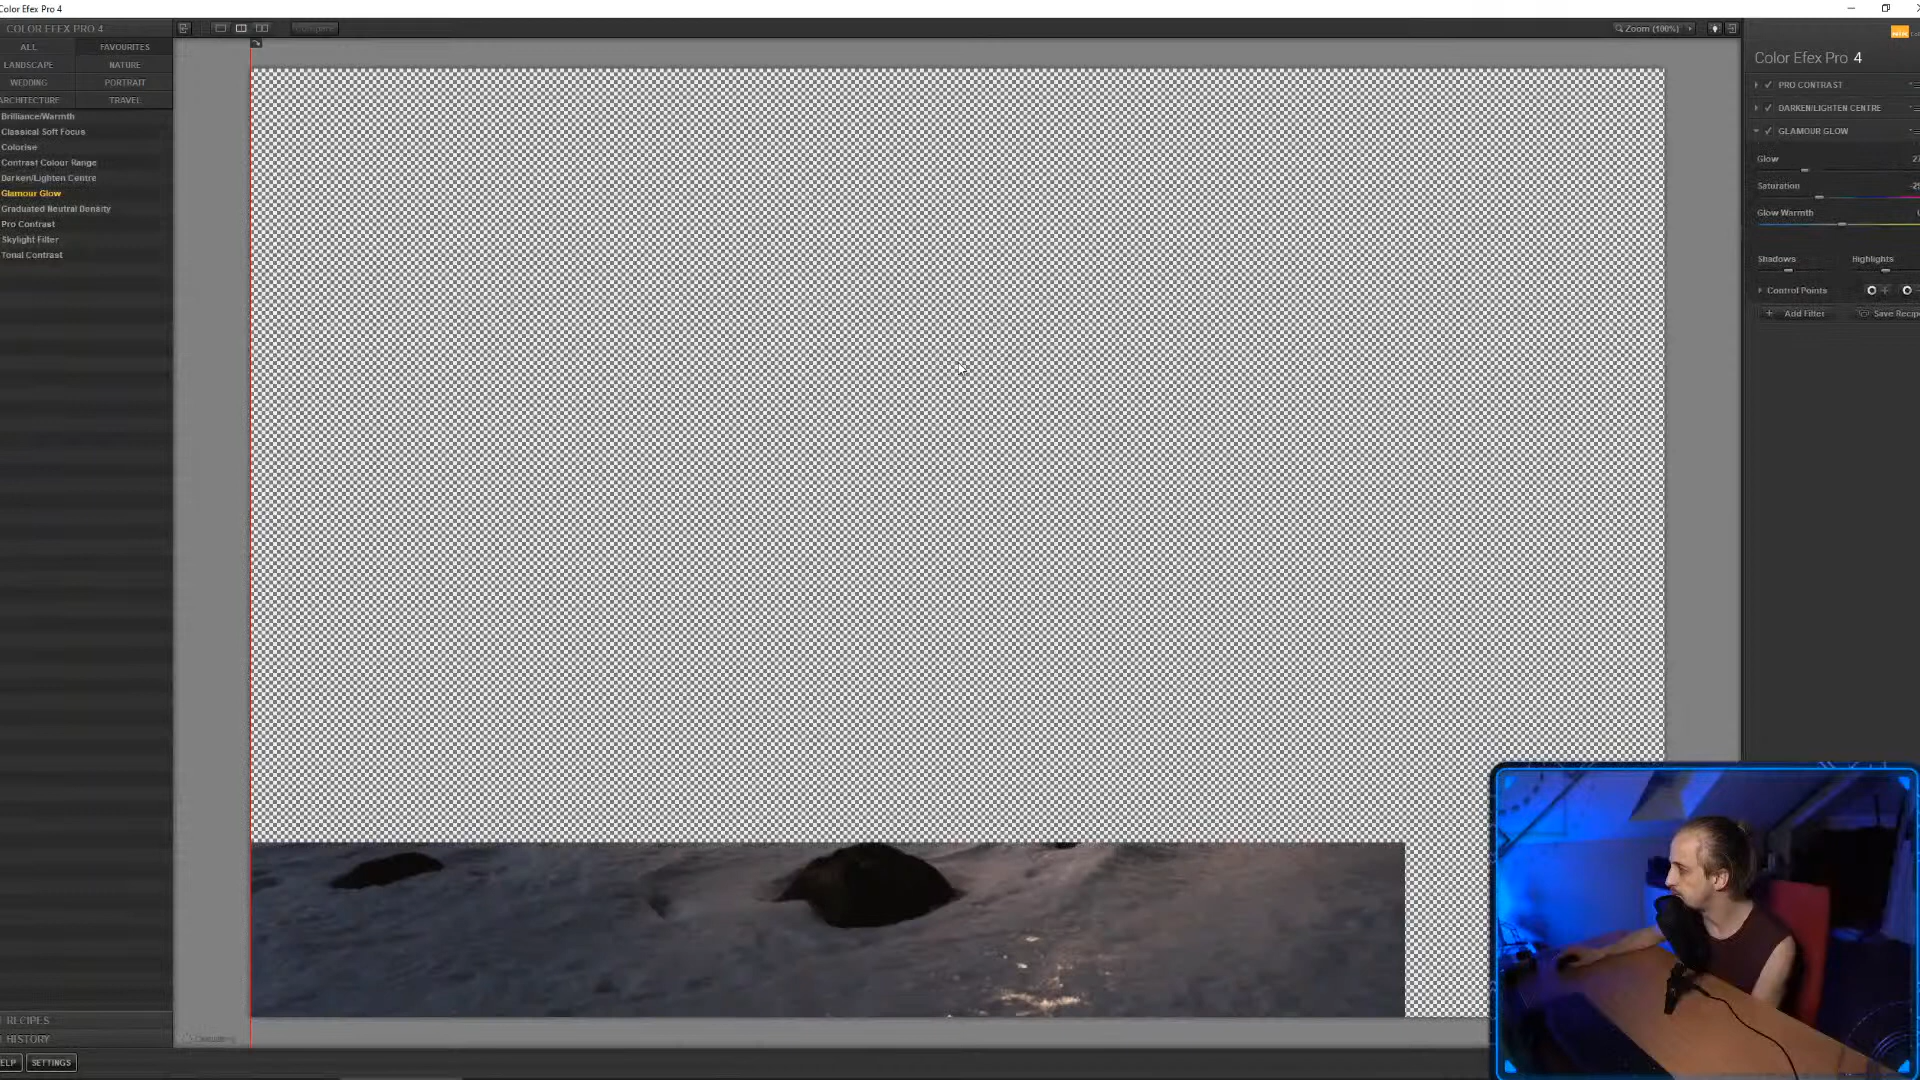 Color Efex Pro 4
COLOR EFEX PRO 4
ALL FAVOURITES
LANDSCAPE NATURE
WEDDING PORTRAIT
ARCHITECTURE TRAVEL
Brilliance/Warmth
Classical Soft Focus
Colorise
Contrast Colour Range
Darken/Lighten Centre
Glamour Glow
Graduated Neutral Density
Pro Contrast
Skylight Filter
Tonal Contrast
RECIPES
HISTORY
ELP SETTINGS
Zoom (100%)
Color Efex Pro 4
PRO CONTRAST
DARKEN/LIGHTEN CENTRE
GLAMOUR GLOW
Glow
Saturation
Glow Warmth
Shadows Highlights
Control Points
Add Filter Save Recipe